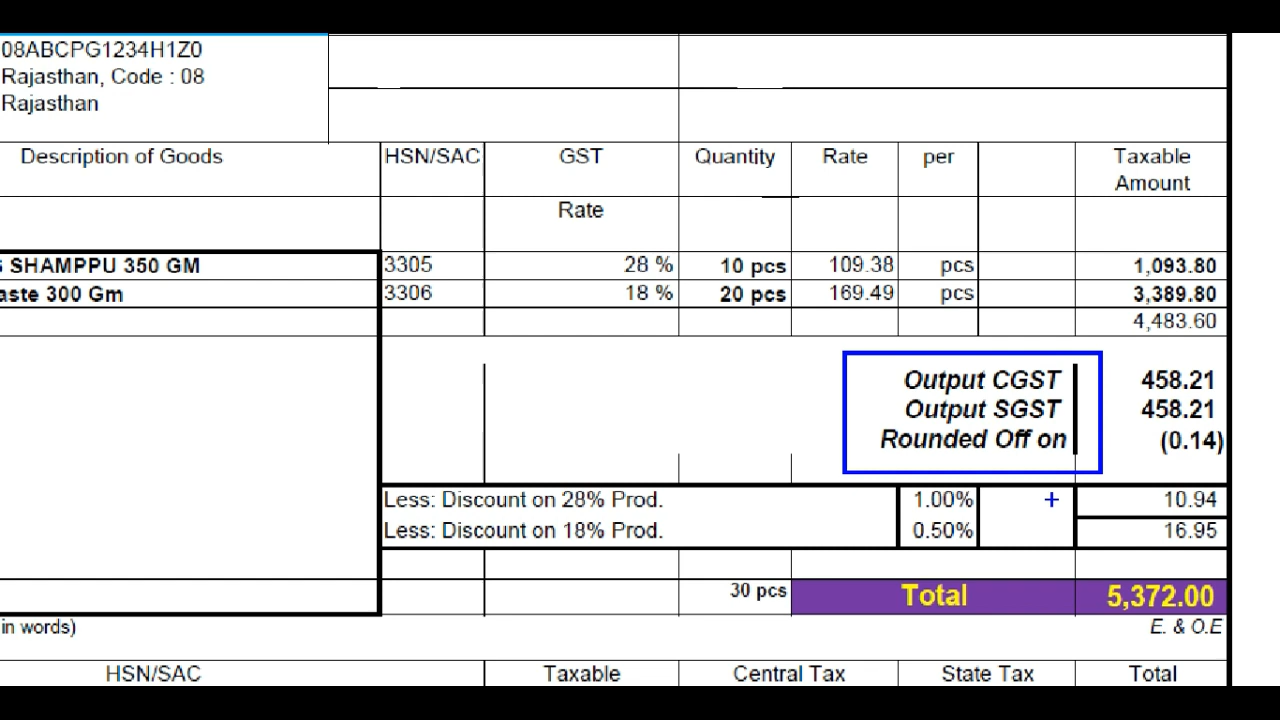 08ABCPG1234H1Z0
Rajasthan, Code : 08
Rajasthan
Description of Goods HSN/SAC GST Quantity Rate per Taxable
Amount
Rate
SHAMPPU 350 GM 3305 28 % 10 pcs 109.38 pcs 1,093.80
aste 300 Gm 3306 18 % 20 pcs 169.49 pcs 3,389.80
4,483.60
Output CGST 458.21
Output SGST 458.21
Rounded Off on (0.14)
Less: Discount on 28% Prod. 1.00% + 10.94
Less: Discount on 18% Prod. 0.50% 16.95
30 pcs Total 5,372.00
in words) E. & O.E
HSN/SAC Taxable Central Tax State Tax Total